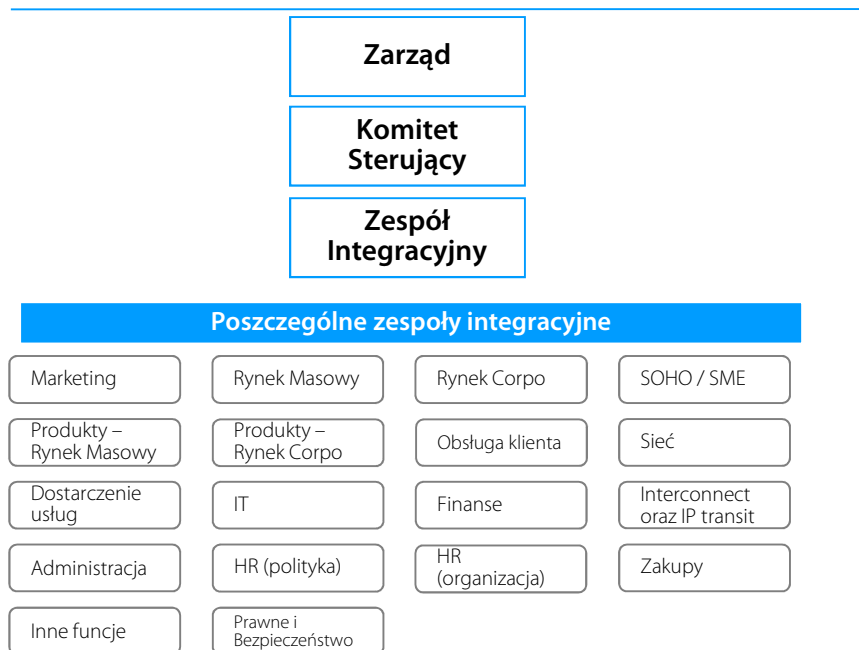 Zarząd
Komitet
Sterujący
Zespół
Integracyjny
Poszczególne zespoły integracyjne
Marketing
Rynek Masowy
Rynek Corpo
SOHO / SME
Produkty –
Rynek Masowy
Produkty –
Rynek Corpo
Obsługa klienta
Sieć
Dostarczenie
usług
IT
Finanse
Interconnect
oraz IP transit
Administracja
HR (polityka)
HR
(organizacja)
Zakupy
Inne funcje
Prawne i
Bezpieczeństwo